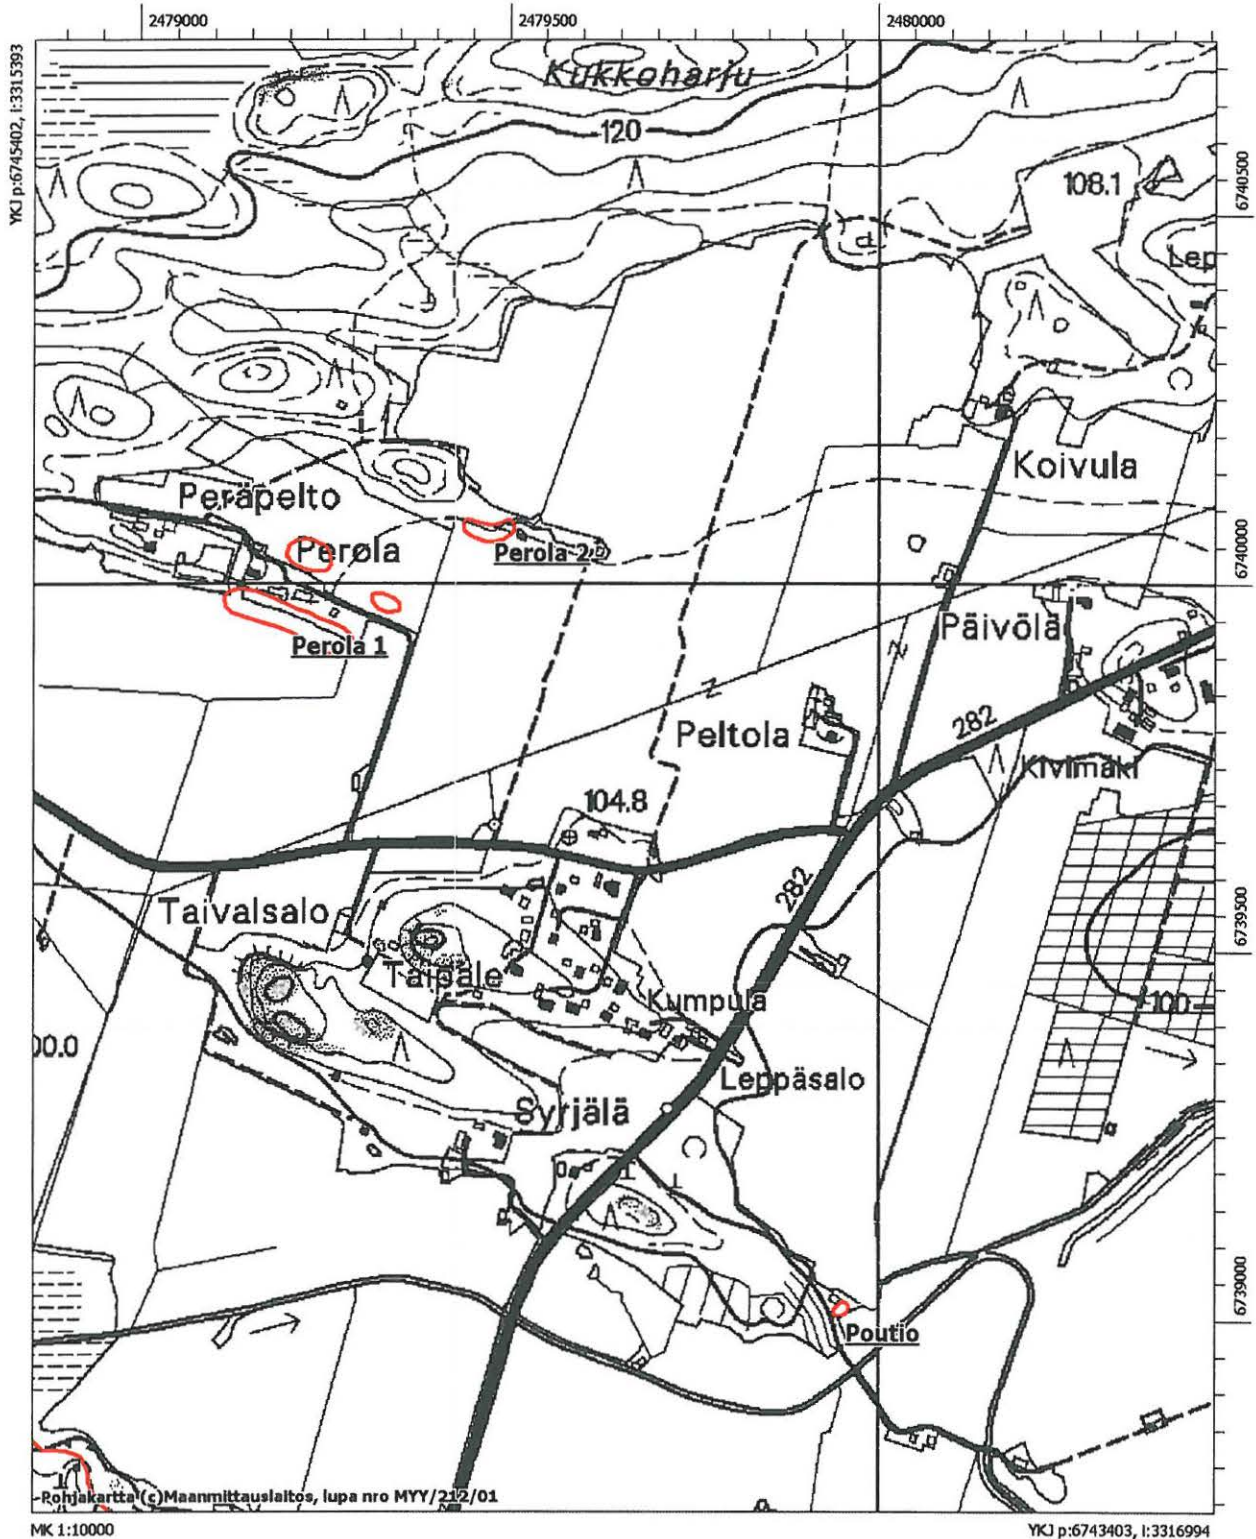 2479000
2479500
2480000
YKJ p:6745402, l:3315393
Kukkoharju
120
6740500
108.1
Lep
Koivula
Peräpelto
Perola
Perola 2
6740000
Päivölä
Perola 1
282
Peltola
Kivimäki
104.8
282
Taivalsalo
6739500
Taipale
Kumpula
100
00.0
Leppäsalo
Syrjälä
6739000
Poutio
Pohjakartta (c)Maanmittauslaitos, lupa nro MYY/212/01
MK 1:10000
YKJ p:6743403, l:3316994